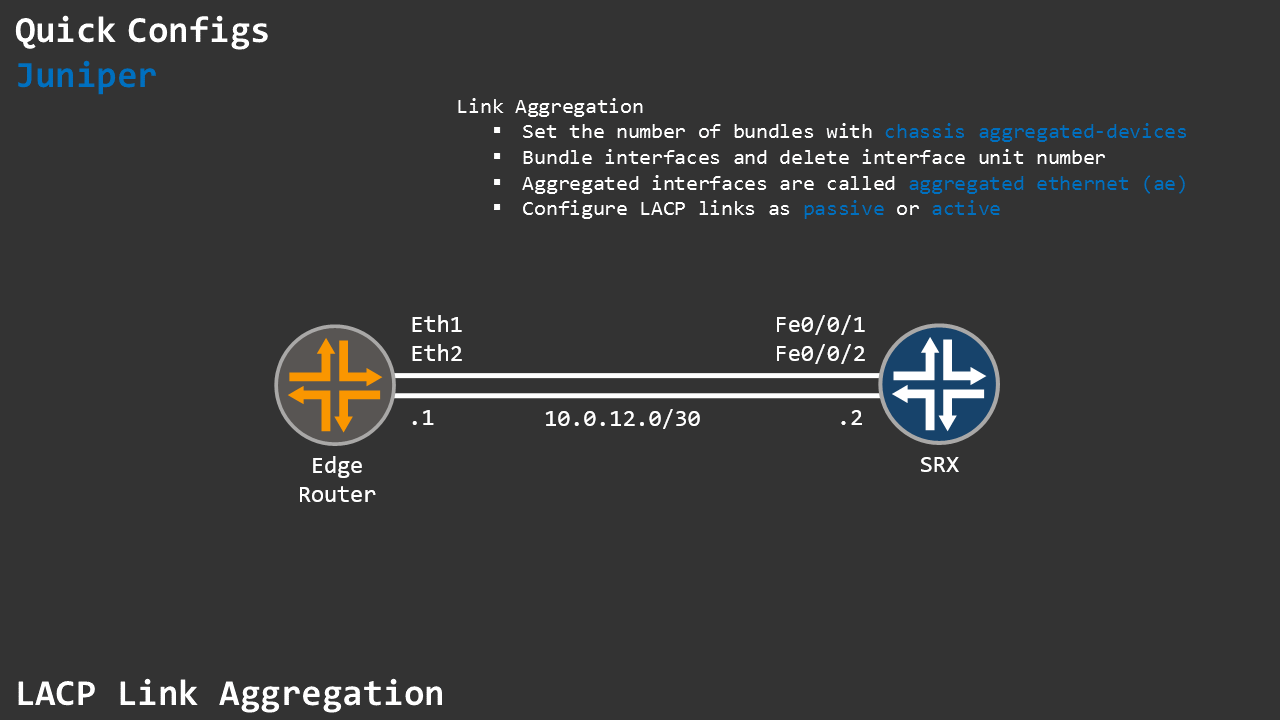 Quick Configs
Juniper
Link Aggregation
▪ Set the number of bundles with chassis aggregated-devices
▪ Bundle interfaces and delete interface unit number
▪ Aggregated interfaces are called aggregated ethernet (ae)
▪ Configure LACP links as passive or active
Eth1
Eth2
Fe0/0/1
Fe0/0/2
.1
10.0.12.0/30
.2
Edge
Router
SRX
LACP Link Aggregation